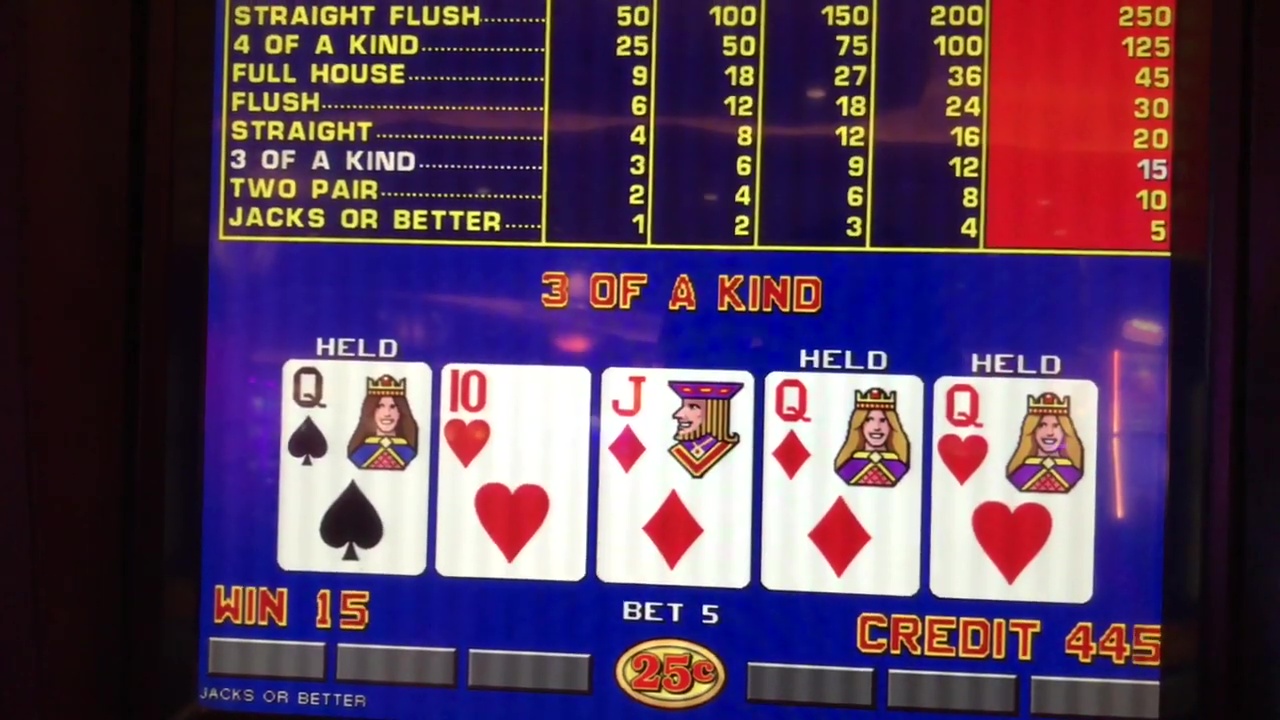 STRAIGHT FLUSH........ 50 100 150 200 250
4 OF A KIND............... 25 50 75 100 125
FULL HOUSE................. 9 18 27 36 45
FLUSH........................... 6 12 18 24 30
STRAIGHT..................... 4 8 12 16 20
3 OF A KIND................ 3 6 9 12 15
TWO PAIR..................... 2 4 6 8 10
JACKS OR BETTER...... 1 2 3 4 5
3 OF A KIND
HELD HELD HELD
Q 10 J Q Q
WIN 15 BET 5 CREDIT 445
25¢
JACKS OR BETTER